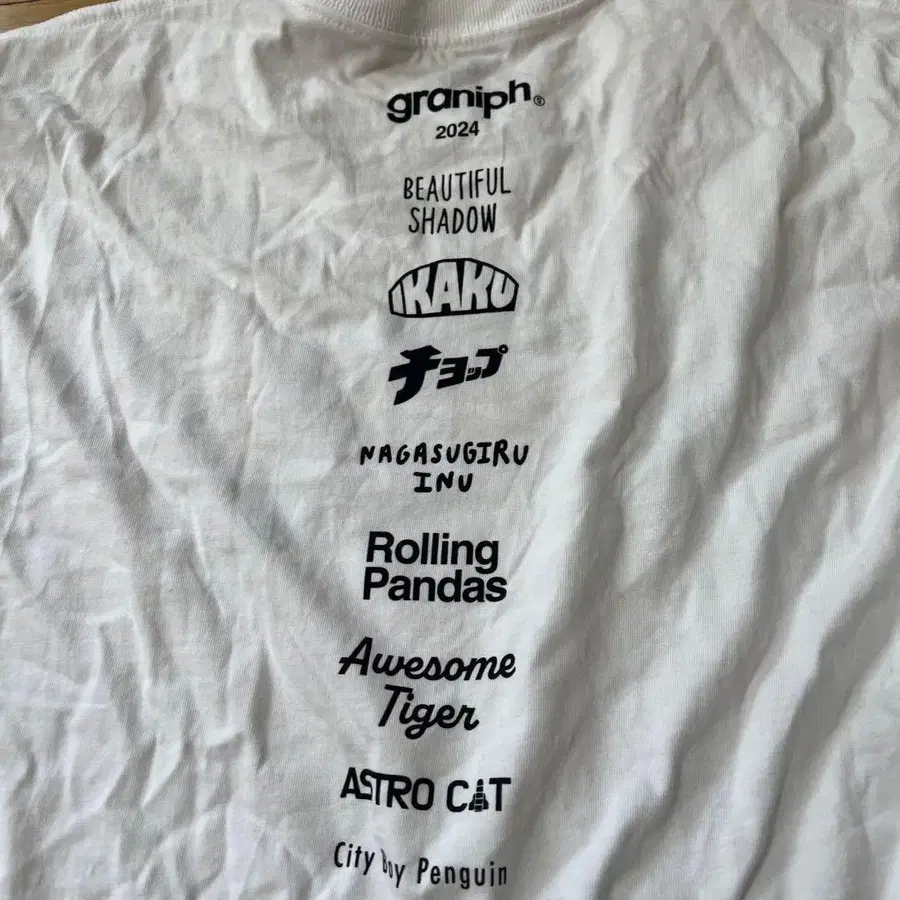 graniph®
2024
BEAUTIFUL
SHADOW
IKAKU
チョップ
NAGASUGIRU
INU
Rolling
Pandas
Awesome
Tiger
ASTRO CAT
City Boy Penguin